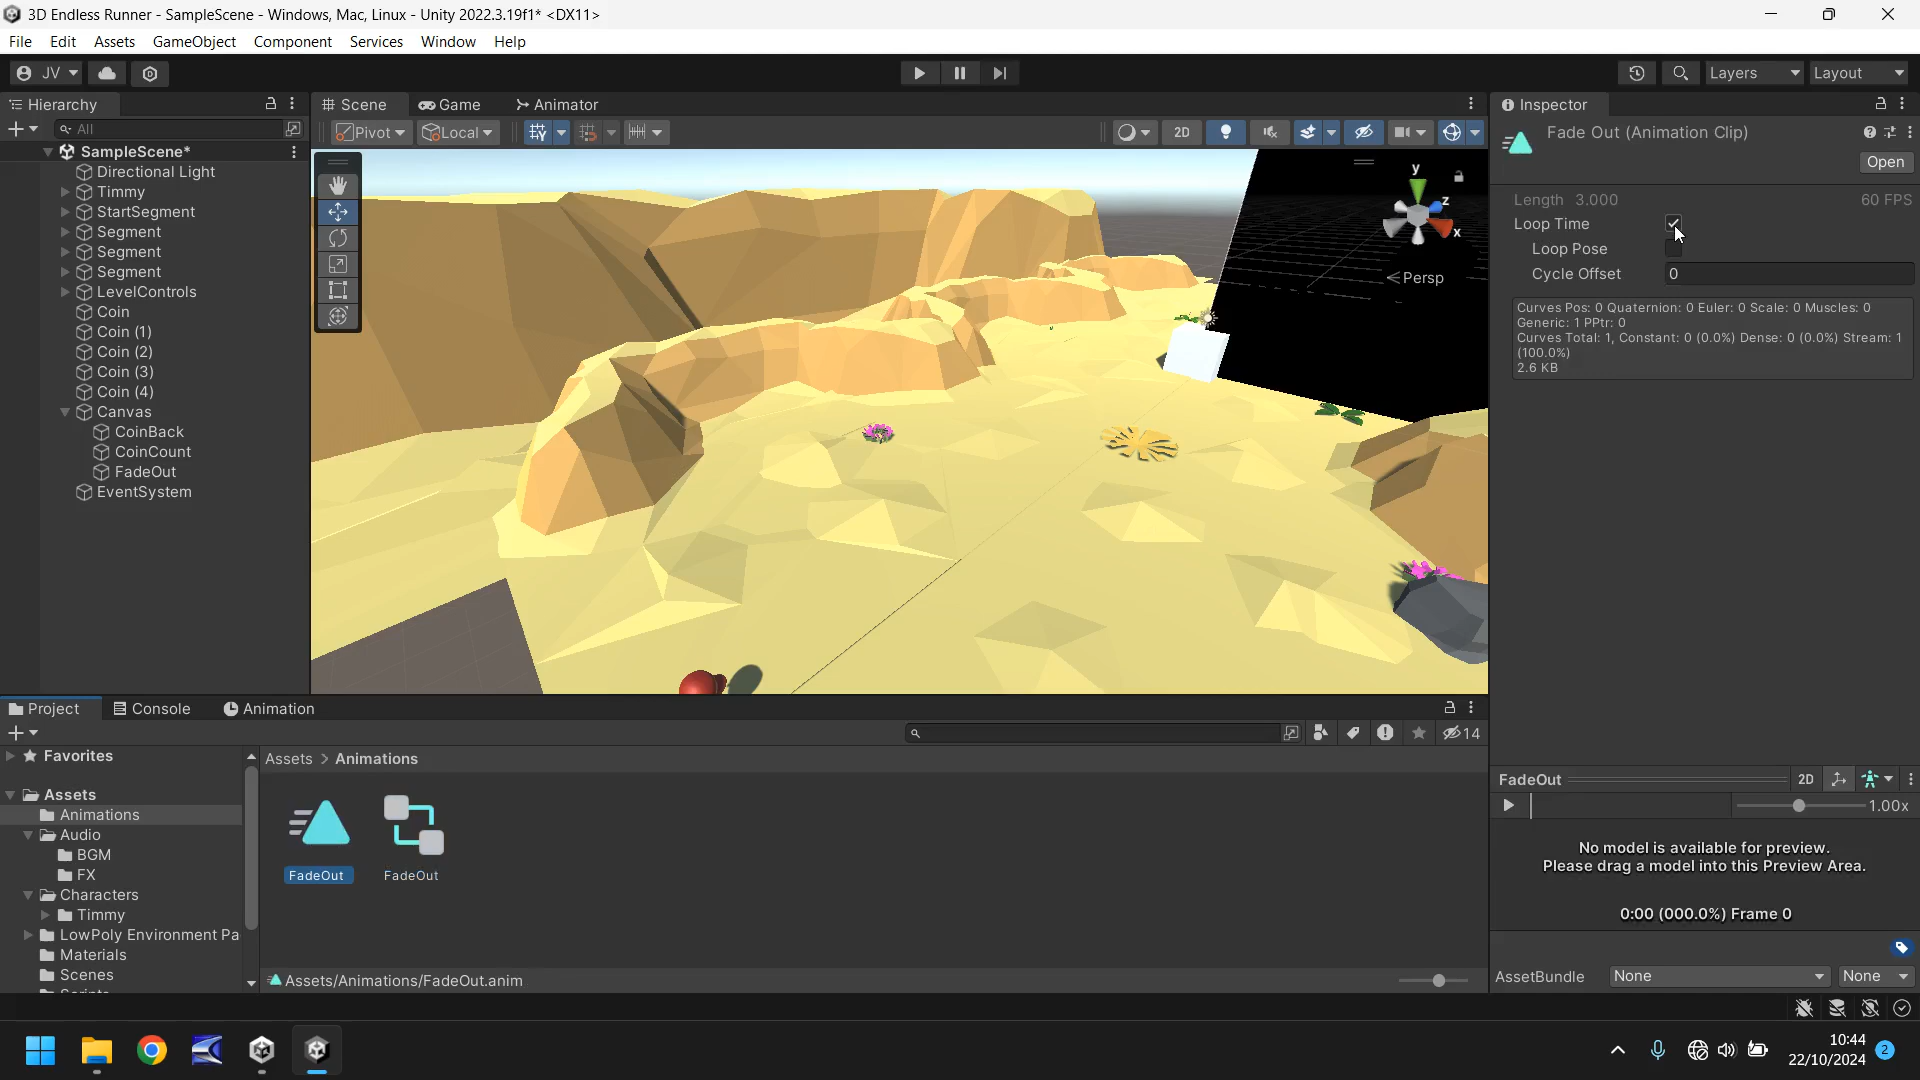 3D Endless Runner - SampleScene - Windows, Mac, Linux - Unity 2022.3.19f1* <DX11>
File Edit Assets GameObject Component Services Window Help
JV Layers Layout
Hierarchy
All
SampleScene*
Directional Light
Timmy
StartSegment
Segment
Segment
Segment
LevelControls
Coin
Coin (1)
Coin (2)
Coin (3)
Coin (4)
Canvas
CoinBack
CoinCount
FadeOut
EventSystem
Scene Game Animator
Pivot Local 2D
y
z
x
Persp
Inspector
Fade Out (Animation Clip)
Open
Length 3.000 60 FPS
Loop Time
Loop Pose
Cycle Offset 0
Curves Pos: 0 Quaternion: 0 Euler: 0 Scale: 0 Muscles: 0
Generic: 1 PPtr: 0
Curves Total: 1, Constant: 0 (0.0%) Dense: 0 (0.0%) Stream: 1
(100.0%)
2.6 KB
Project Console Animation
14
Favorites
Assets
Animations
Audio
BGM
FX
Characters
Timmy
LowPoly Environment Pa
Materials
Scenes
Assets > Animations
FadeOut FadeOut
Assets/Animations/FadeOut.anim
FadeOut 2D
1.00x
No model is available for preview.
Please drag a model into this Preview Area.
0:00 (000.0%) Frame 0
AssetBundle None None
10:44
22/10/2024 2